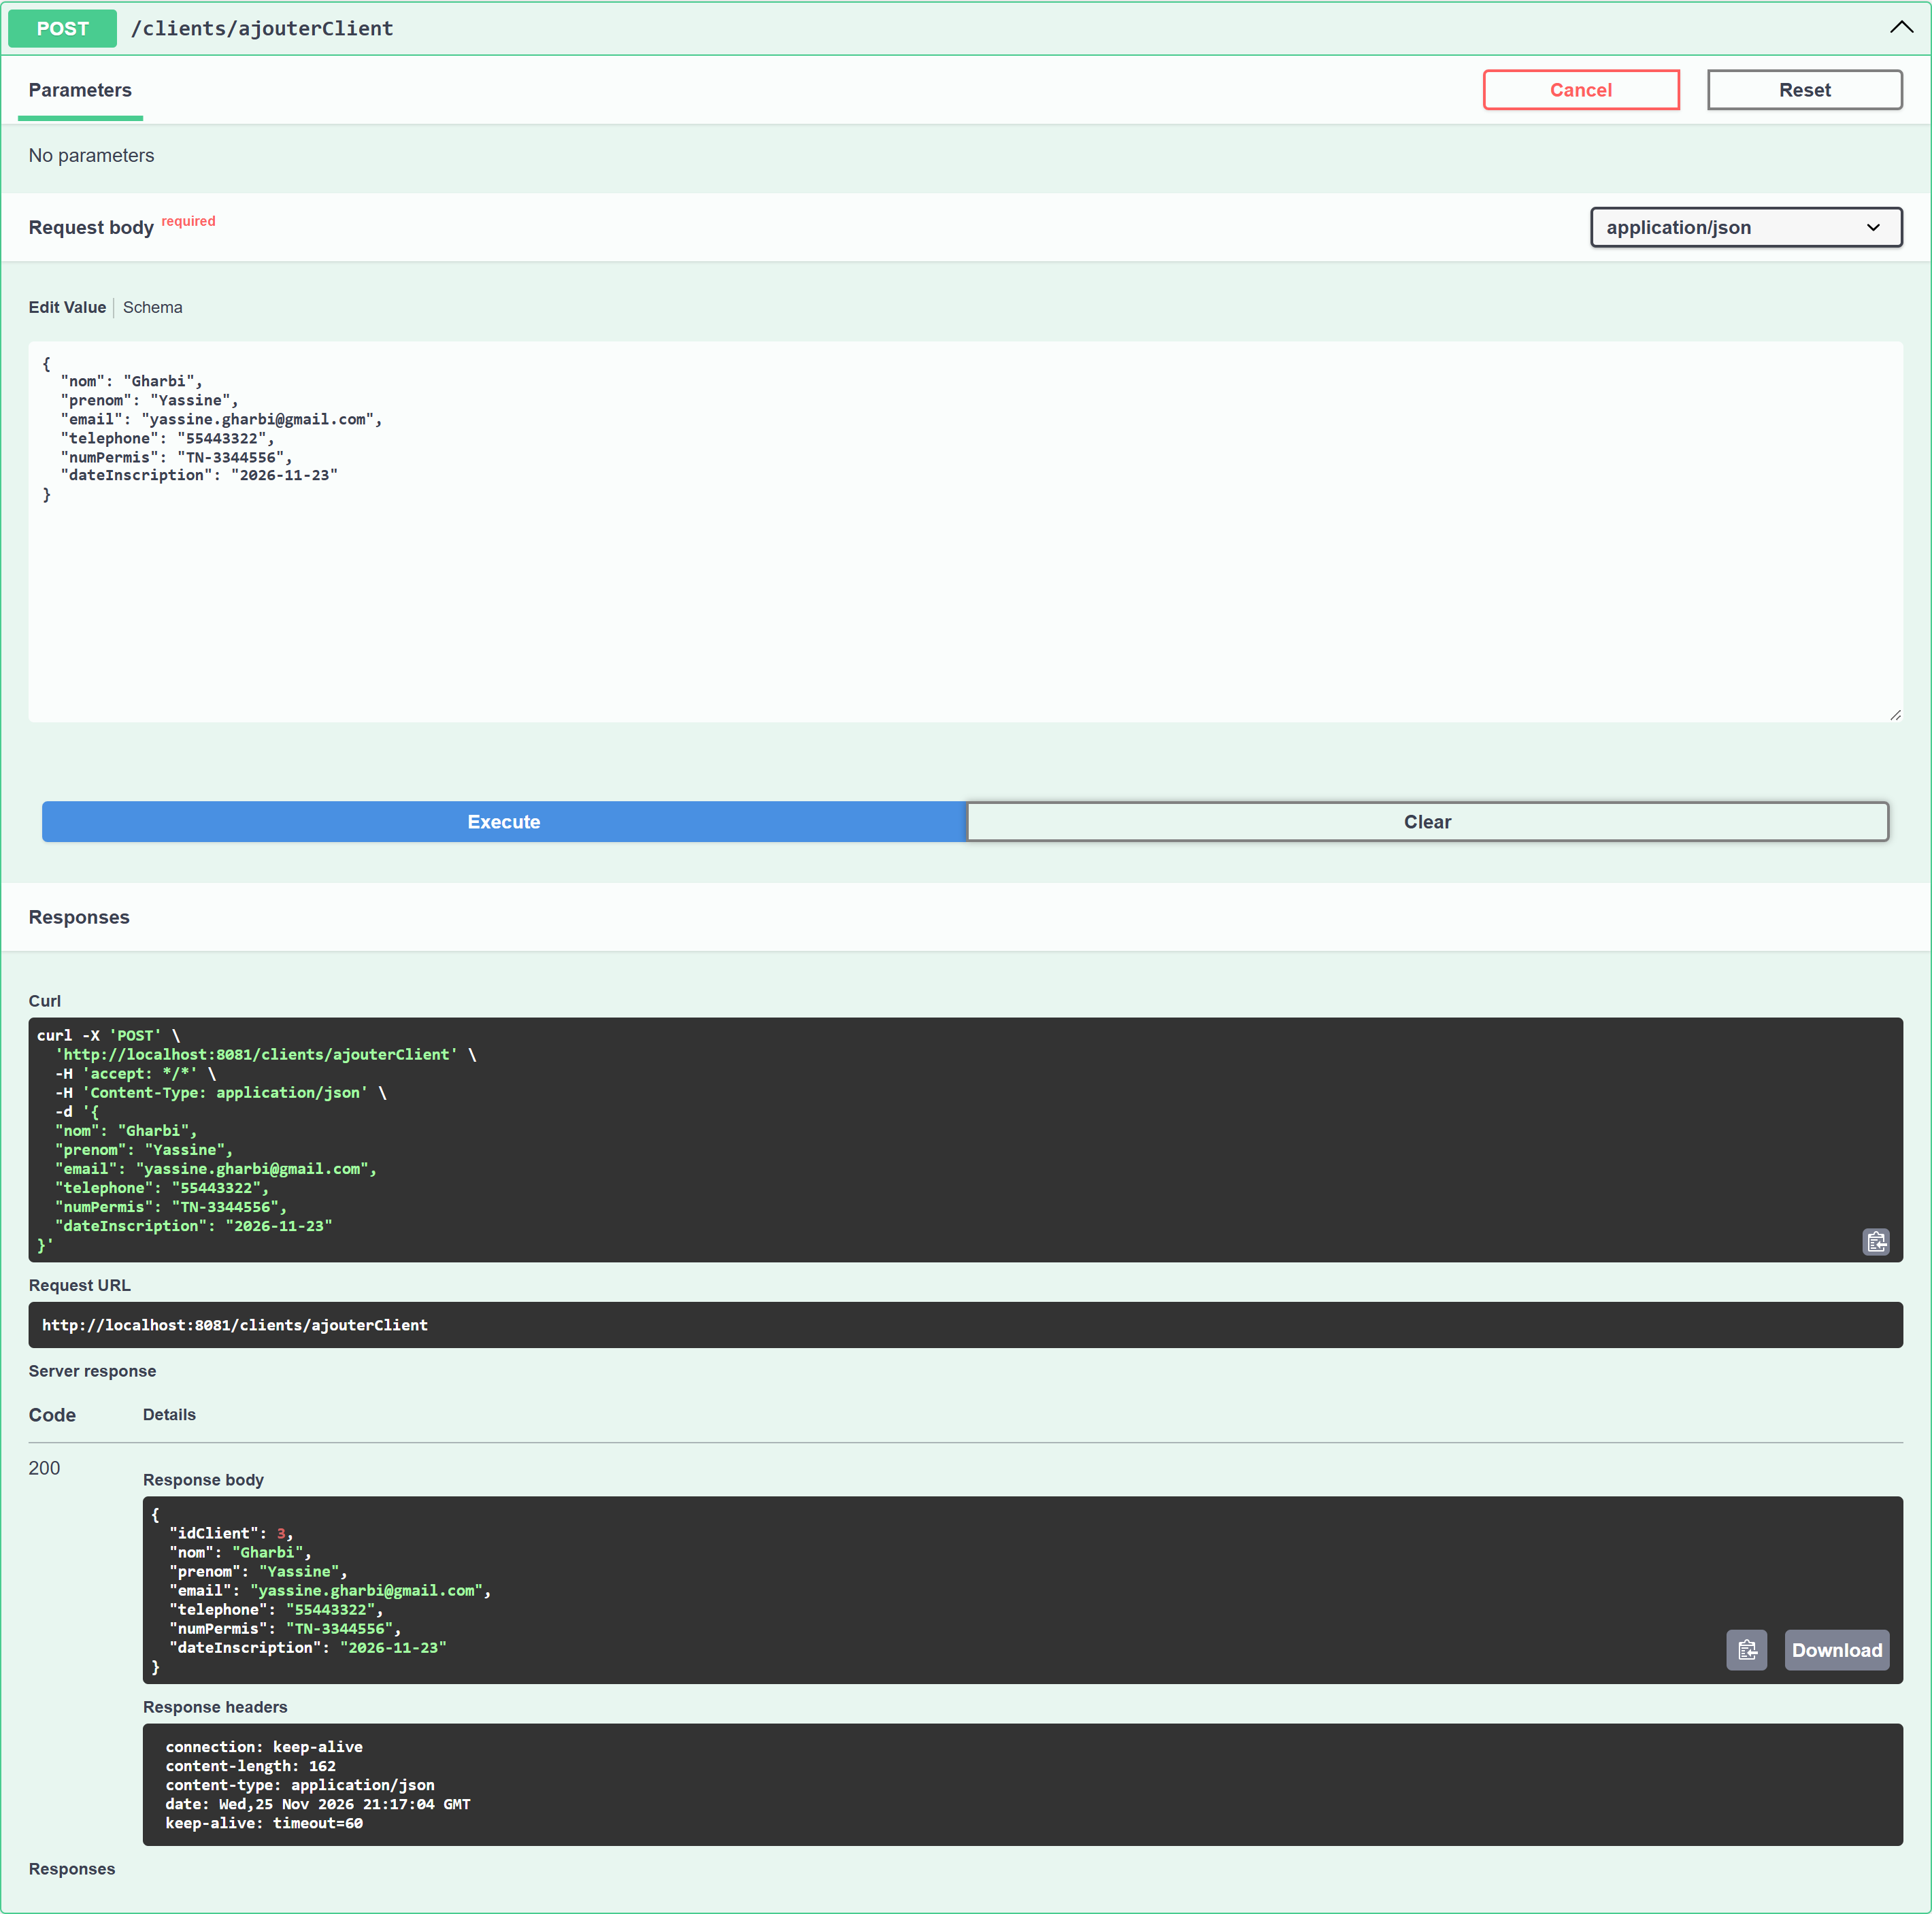 POST /clients/ajouterClient
Parameters
Cancel
Reset
No parameters
Request body required
application/json
Edit Value
Schema
{
  "nom": "Gharbi",
  "prenom": "Yassine",
  "email": "yassine.gharbi@gmail.com",
  "telephone": "55443322",
  "numPermis": "TN-3344556",
  "dateInscription": "2026-11-23"
}
Execute
Clear
Responses
Curl
curl -X 'POST' \
  'http://localhost:8081/clients/ajouterClient' \
  -H 'accept: */*' \
  -H 'Content-Type: application/json' \
  -d '{
  "nom": "Gharbi",
  "prenom": "Yassine",
  "email": "yassine.gharbi@gmail.com",
  "telephone": "55443322",
  "numPermis": "TN-3344556",
  "dateInscription": "2026-11-23"
}'
Request URL
http://localhost:8081/clients/ajouterClient
Server response
Code
Details
200
Response body
{
  "idClient": 3,
  "nom": "Gharbi",
  "prenom": "Yassine",
  "email": "yassine.gharbi@gmail.com",
  "telephone": "55443322",
  "numPermis": "TN-3344556",
  "dateInscription": "2026-11-23"
}
Download
Response headers
connection: keep-alive
content-length: 162
content-type: application/json
date: Wed,25 Nov 2026 21:17:04 GMT
keep-alive: timeout=60
Responses